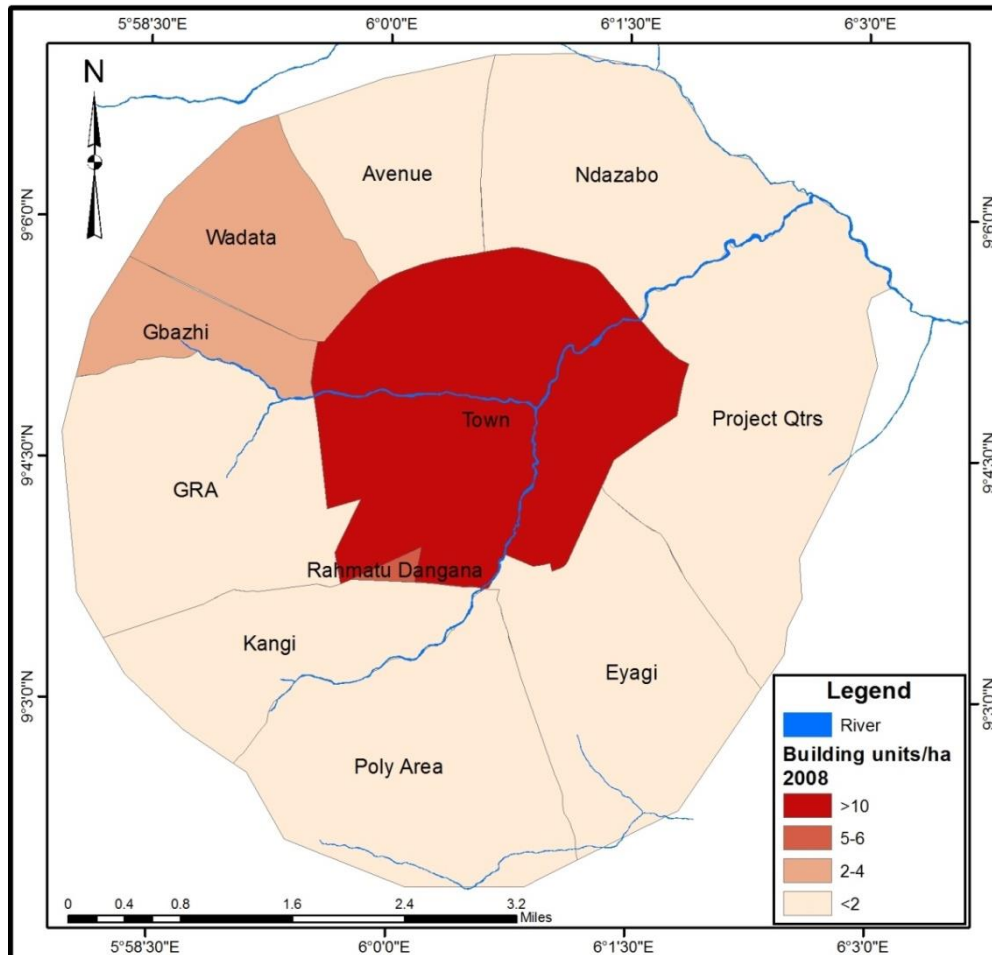 5°58'30"E 6°0'0"E 6°1'30"E 6°3'0"E
N
Avenue
Ndazabo
9°6'0"N
9°6'0"N
Wadata
Gbazhi
Town
Project Qtrs
9°4'30"N
9°4'30"N
GRA
Rahmatu Dangana
Kangi
Eyagi
9°3'0"N
9°3'0"N
Poly Area
Legend
River
Building units/ha
2008
>10
5-6
2-4
<2
0 0.4 0.8 1.6 2.4 3.2
Miles
5°58'30"E 6°0'0"E 6°1'30"E 6°3'0"E